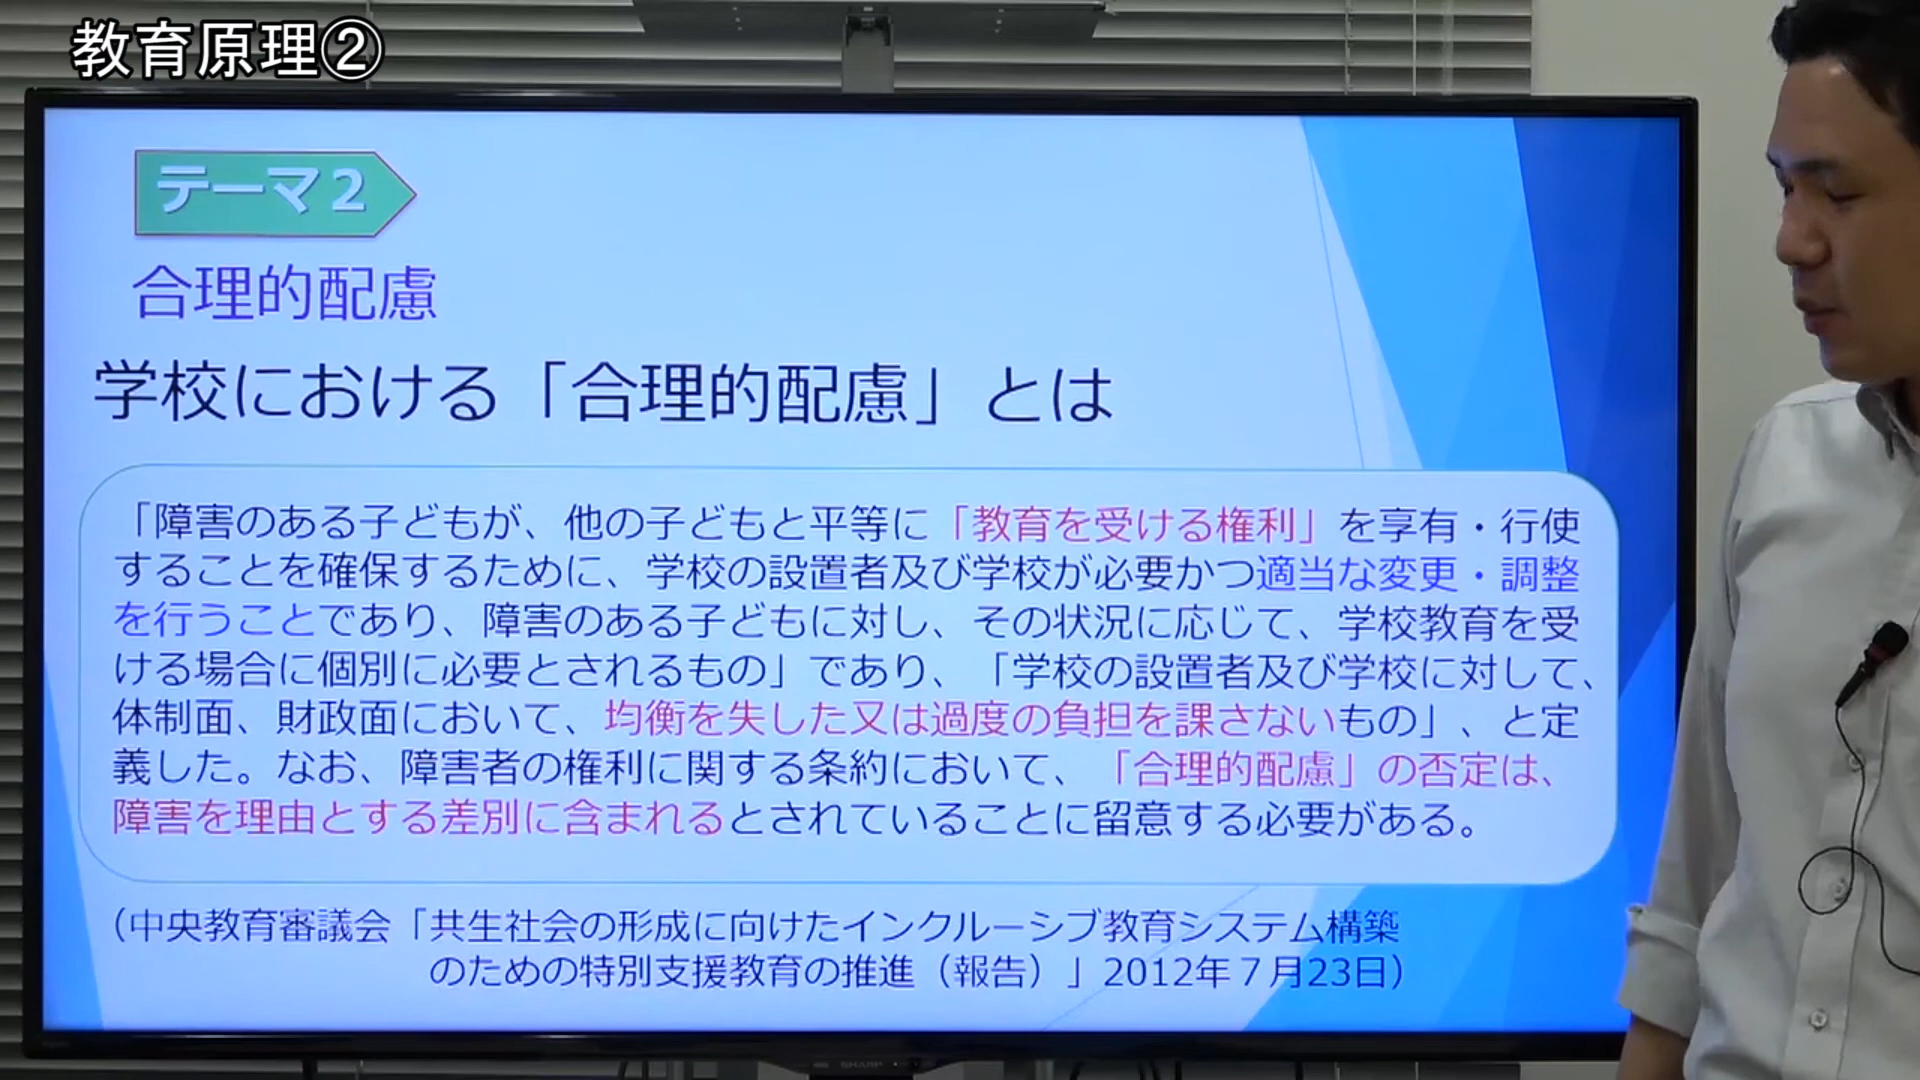 教育原理②
テーマ2
合理的配慮
学校における「合理的配慮」とは
「障害のある子どもが、他の子どもと平等に「教育を受ける権利」を享有・行使
することを確保するために、学校の設置者及び学校が必要かつ適当な変更・調整
を行うことであり、障害のある子どもに対し、その状況に応じて、学校教育を受
ける場合に個別に必要とされるもの」であり、「学校の設置者及び学校に対して、
体制面、財政面において、均衡を失した又は過度の負担を課さないもの」、と定
義した。なお、障害者の権利に関する条約において、「合理的配慮」の否定は、
障害を理由とする差別に含まれるとされていることに留意する必要がある。
（中央教育審議会「共生社会の形成に向けたインクルーシブ教育システム構築
のための特別支援教育の推進（報告）」2012年７月23日）
SHARP